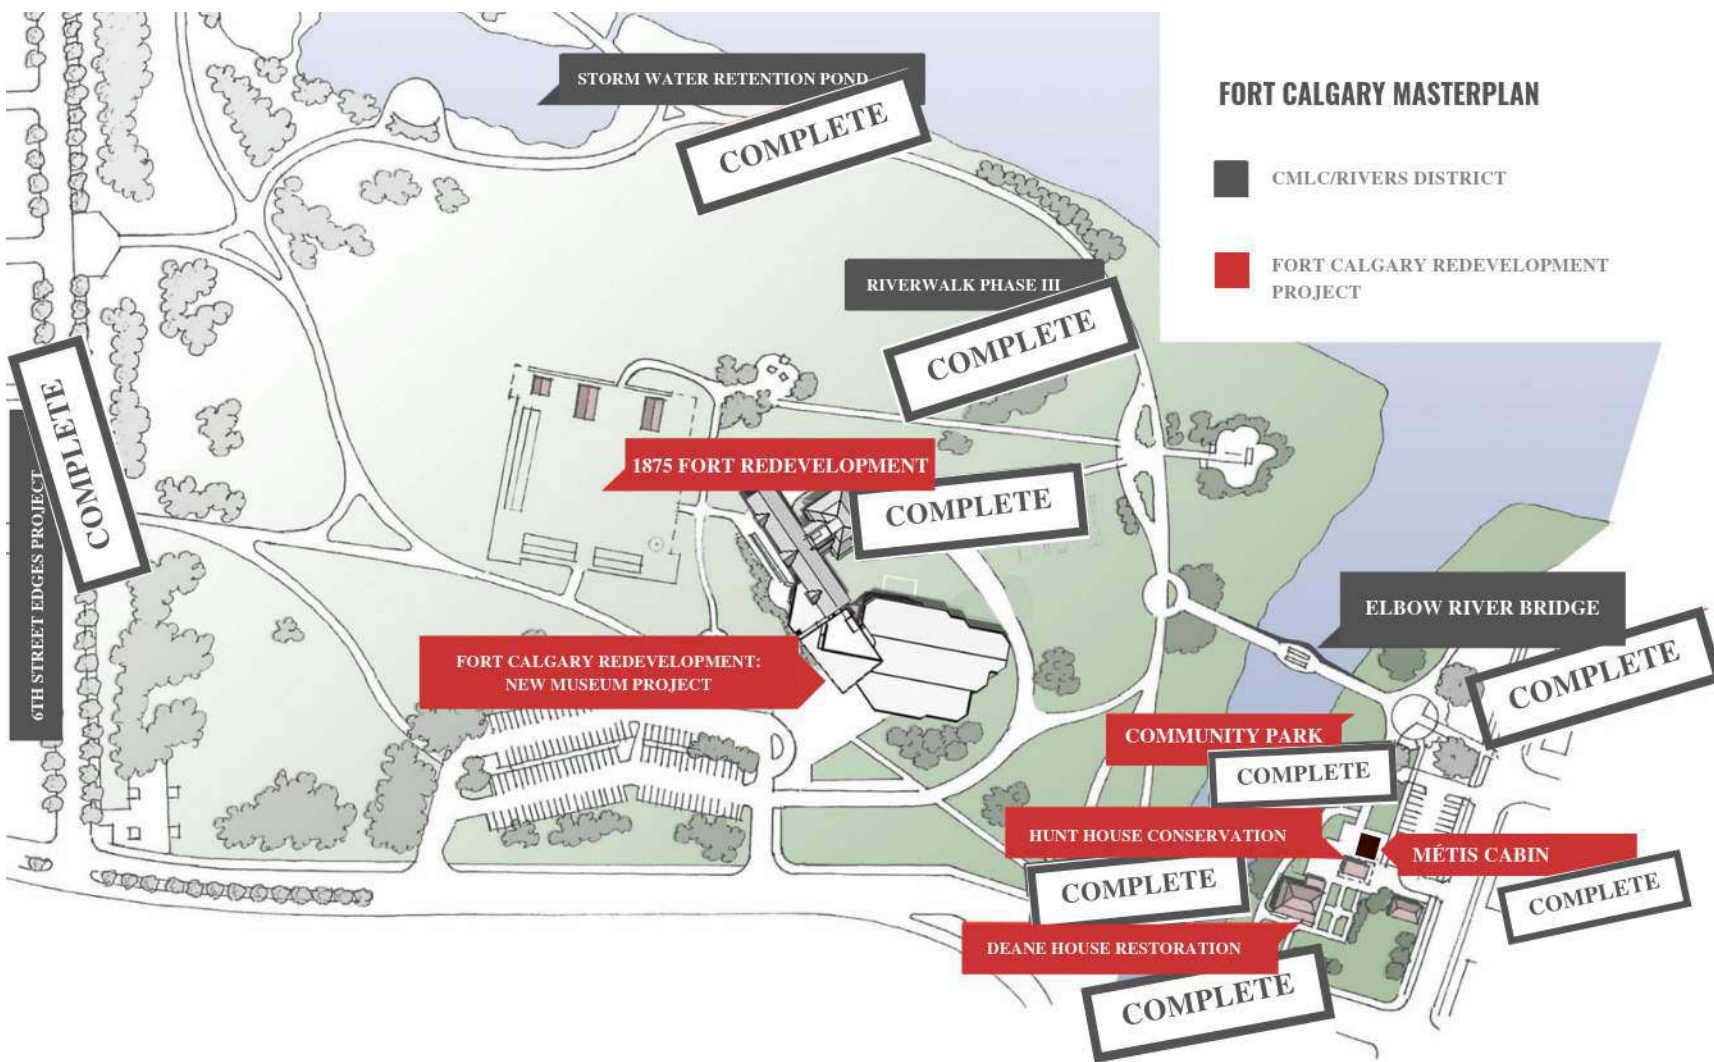 STORM WATER RETENTION POND
COMPLETE
FORT CALGARY MASTERPLAN
CMLC/RIVERS DISTRICT
FORT CALGARY REDEVELOPMENT
PROJECT
RIVERWALK PHASE III
COMPLETE
6TH STREET EDGES PROJECT
COMPLETE
1875 FORT REDEVELOPMENT
COMPLETE
ELBOW RIVER BRIDGE
COMPLETE
FORT CALGARY REDEVELOPMENT:
NEW MUSEUM PROJECT
COMMUNITY PARK
COMPLETE
HUNT HOUSE CONSERVATION
COMPLETE
MÉTIS CABIN
COMPLETE
DEANE HOUSE RESTORATION
COMPLETE